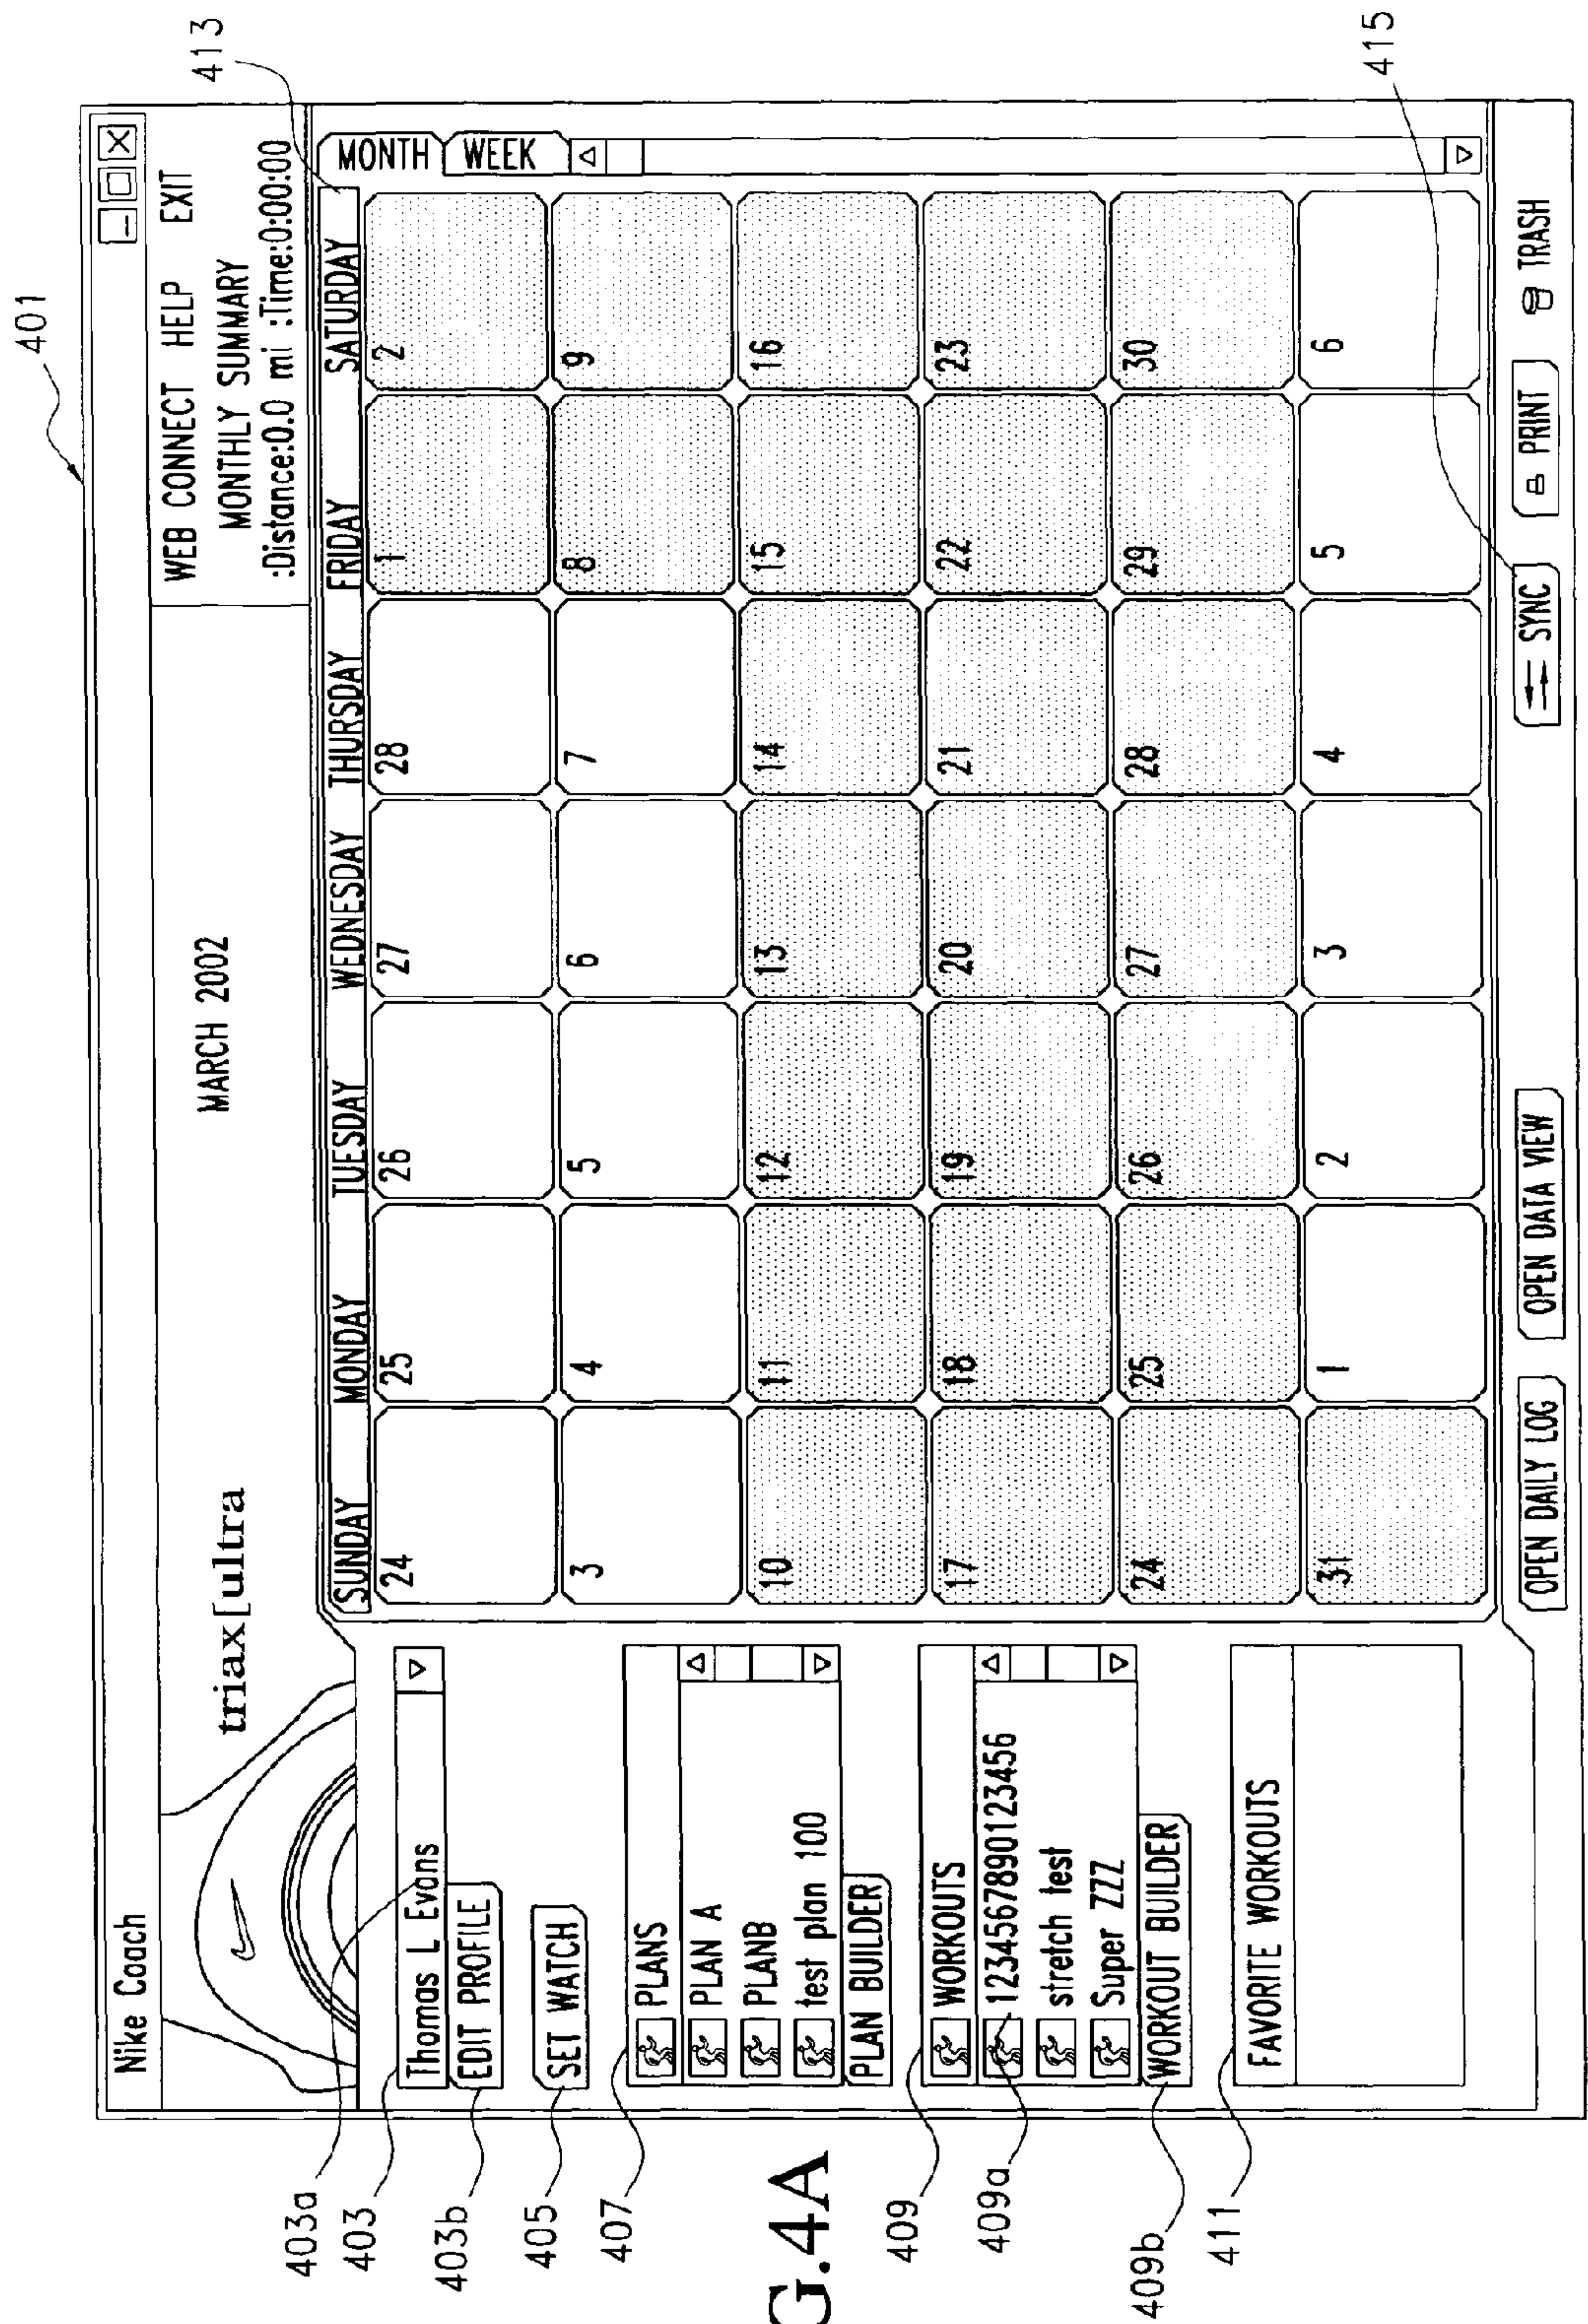 401
Nike Coach
WEB CONNECT HELP EXIT
triax[ultra
MARCH 2002
MONTHLY SUMMARY
:Distance:0.0 mi :Time:0:00:00
413
403a
403
Thomas L Evans
403b
EDIT PROFILE
405
SET WATCH
407
PLANS
PLAN A
PLANB
test plan 100
PLAN BUILDER
409
WORKOUTS
409a
1234567890123456
stretch test
Super ZZZ
409b
WORKOUT BUILDER
411
FAVORITE WORKOUTS
SUNDAY MONDAY TUESDAY WEDNESDAY THURSDAY FRIDAY SATURDAY
MONTH
WEEK
24 25 26 27 28 1 2
3 4 5 6 7 8 9
10 11 12 13 14 15 16
17 18 19 20 21 22 23
24 25 26 27 28 29 30
31 1 2 3 4 5 6
OPEN DAILY LOG OPEN DATA VIEW SYNC PRINT TRASH
415
G.4A